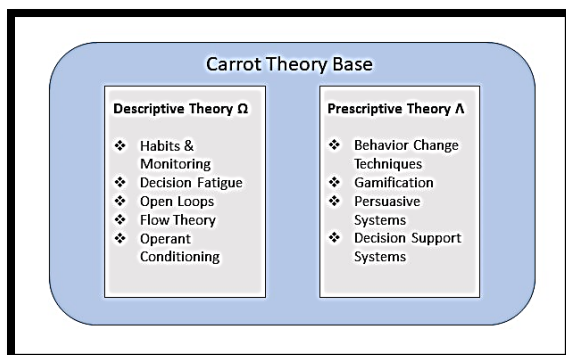 Carrot Theory Base
Descriptive Theory Ω
❖ Habits &
Monitoring
❖ Decision Fatigue
❖ Open Loops
❖ Flow Theory
❖ Operant
Conditioning
Prescriptive Theory Λ
❖ Behavior Change
Techniques
❖ Gamification
❖ Persuasive
Systems
❖ Decision Support
Systems